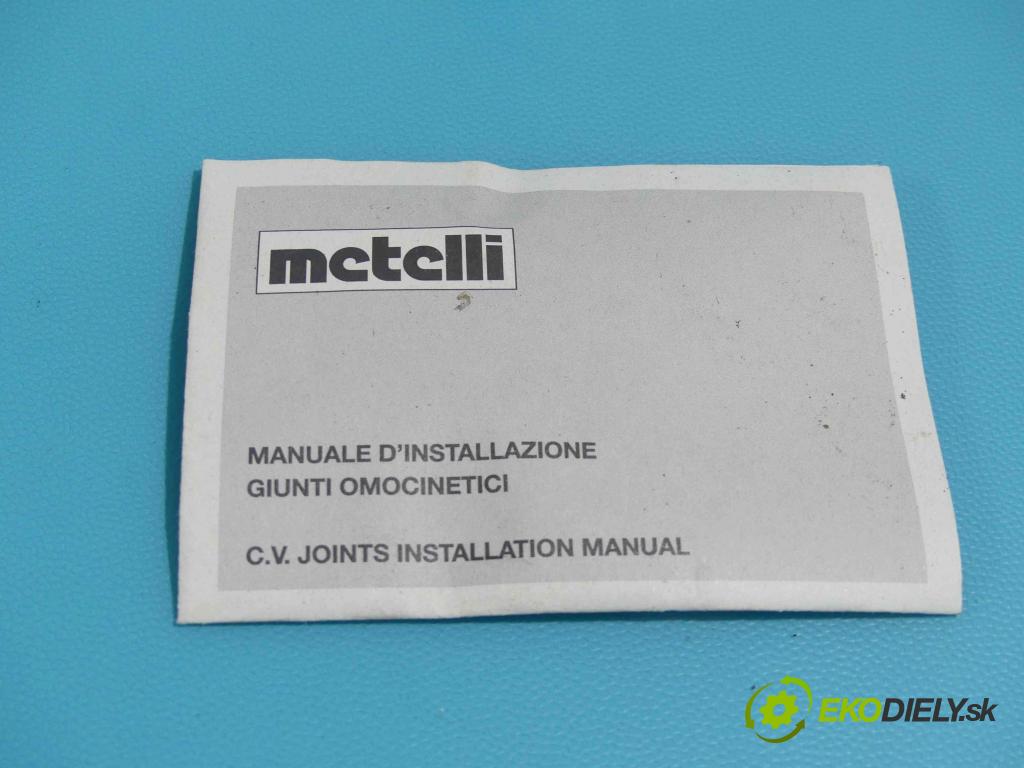 metelli
MANUALE D'INSTALLAZIONE
GIUNTI OMOCINETICI
C.V. JOINTS INSTALLATION MANUAL
EKODIELY.sk